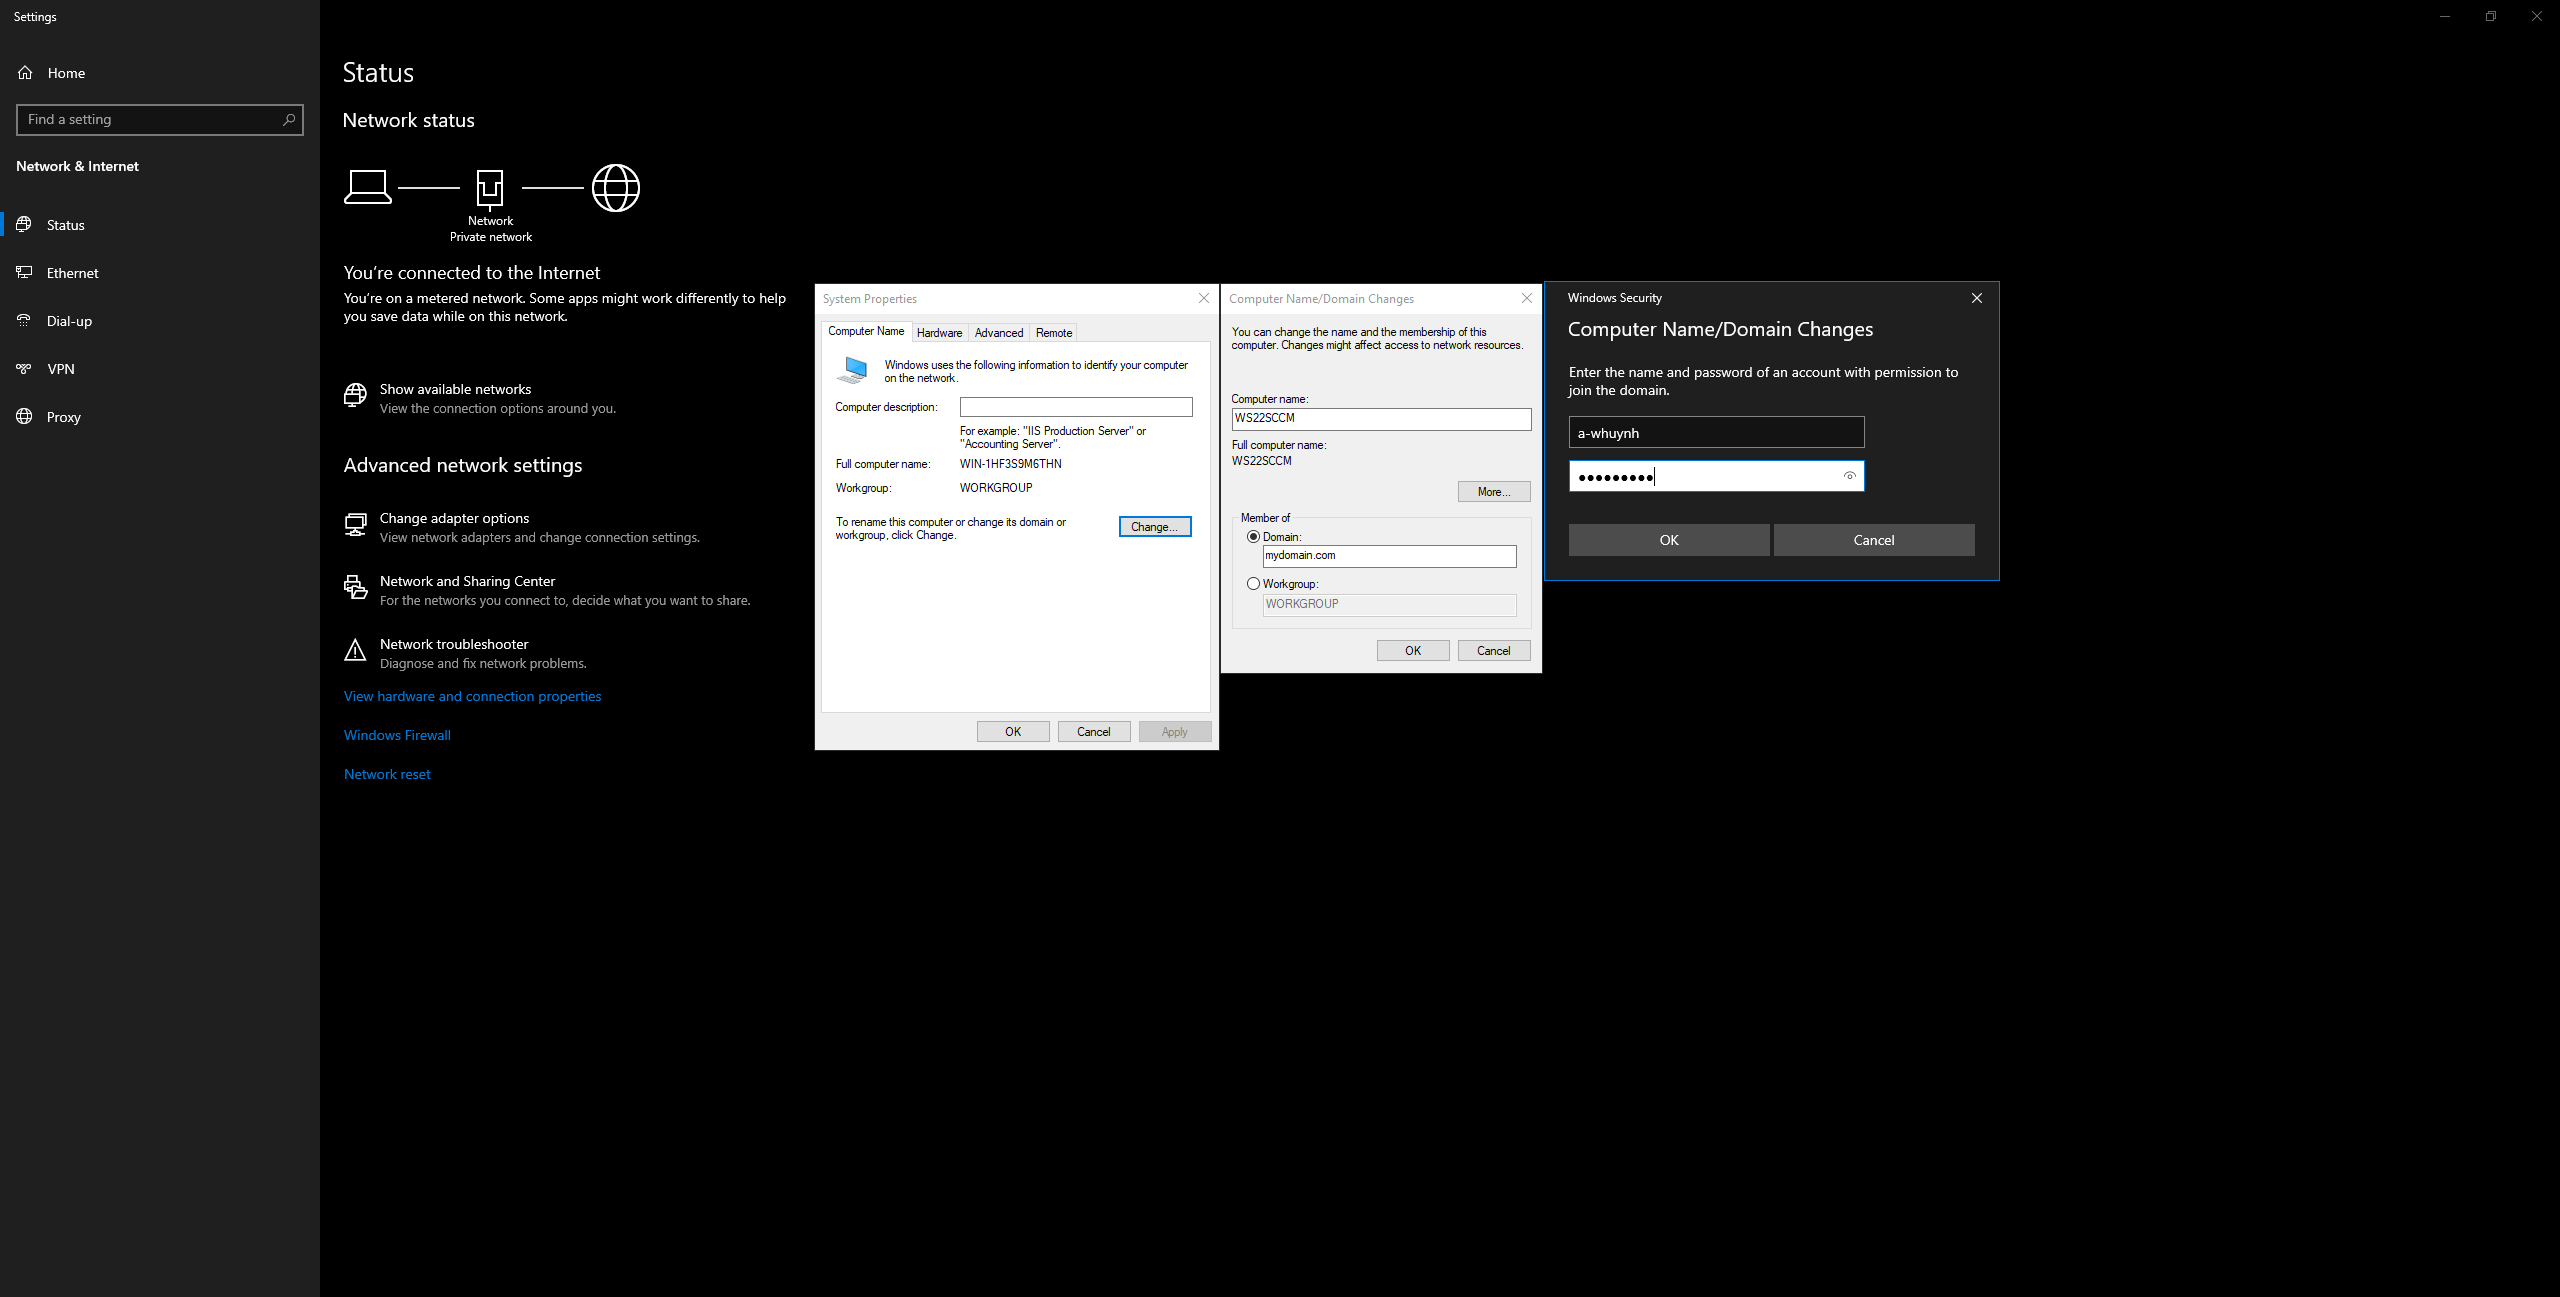 Settings
Home
Find a setting
Network & Internet
Status
Ethernet
Dial-up
VPN
Proxy
Status
Network status
Network
Private network
You're connected to the Internet
You're on a metered network. Some apps might work differently to help
you save data while on this network.
Show available networks
View the connection options around you.
Advanced network settings
Change adapter options
View network adapters and change connection settings.
Network and Sharing Center
For the networks you connect to, decide what you want to share.
Network troubleshooter
Diagnose and fix network problems.
View hardware and connection properties
Windows Firewall
Network reset
System Properties
Computer Name Hardware Advanced Remote
Windows uses the following information to identify your computer
on the network.
Computer description:
For example: "IIS Production Server" or
"Accounting Server".
Full computer name: WIN-1HF3S9M6THN
Workgroup: WORKGROUP
To rename this computer or change its domain or
workgroup, click Change.
Change...
OK Cancel Apply
Computer Name/Domain Changes
You can change the name and the membership of this
computer. Changes might affect access to network resources.
Computer name:
WS22SCCM
Full computer name:
WS22SCCM
More...
Member of
Domain:
mydomain.com
Workgroup:
WORKGROUP
OK Cancel
Windows Security
Computer Name/Domain Changes
Enter the name and password of an account with permission to
join the domain.
a-whuynh
●●●●●●●●●
OK Cancel